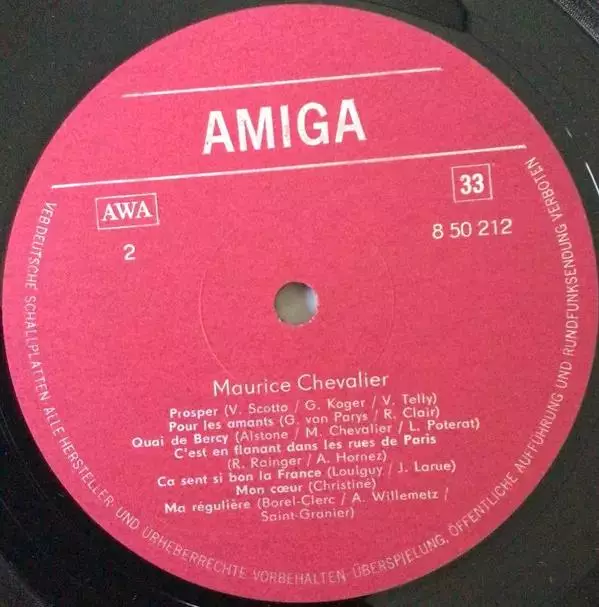 AMIGA
AWA
33
2
8 50 212
Maurice Chevalier
Prosper (V. Scotto / G. Koger / V. Telly)
Pour les amants (G. van Parys / R. Clair)
Quai de Bercy (Alstone / M. Chevalier / L. Poterat)
C'est en flanant dans les rues de Paris
(R. Rainger / A. Hornez)
Ca sent si bon la France (Loulguy / J. Larue)
Mon cœur (Christiné)
Ma régulière (Borel-Clerc / A. Willemetz /
Saint-Granier)
VEB DEUTSCHE SCHALLPLATTEN · ALLE HERSTELLER- UND URHEBERRECHTE VORBEHALTEN · ÜBERSPIELUNG, ÖFFENTLICHE AUFFÜHRUNG UND RUNDFUNKSENDUNG VERBOTEN